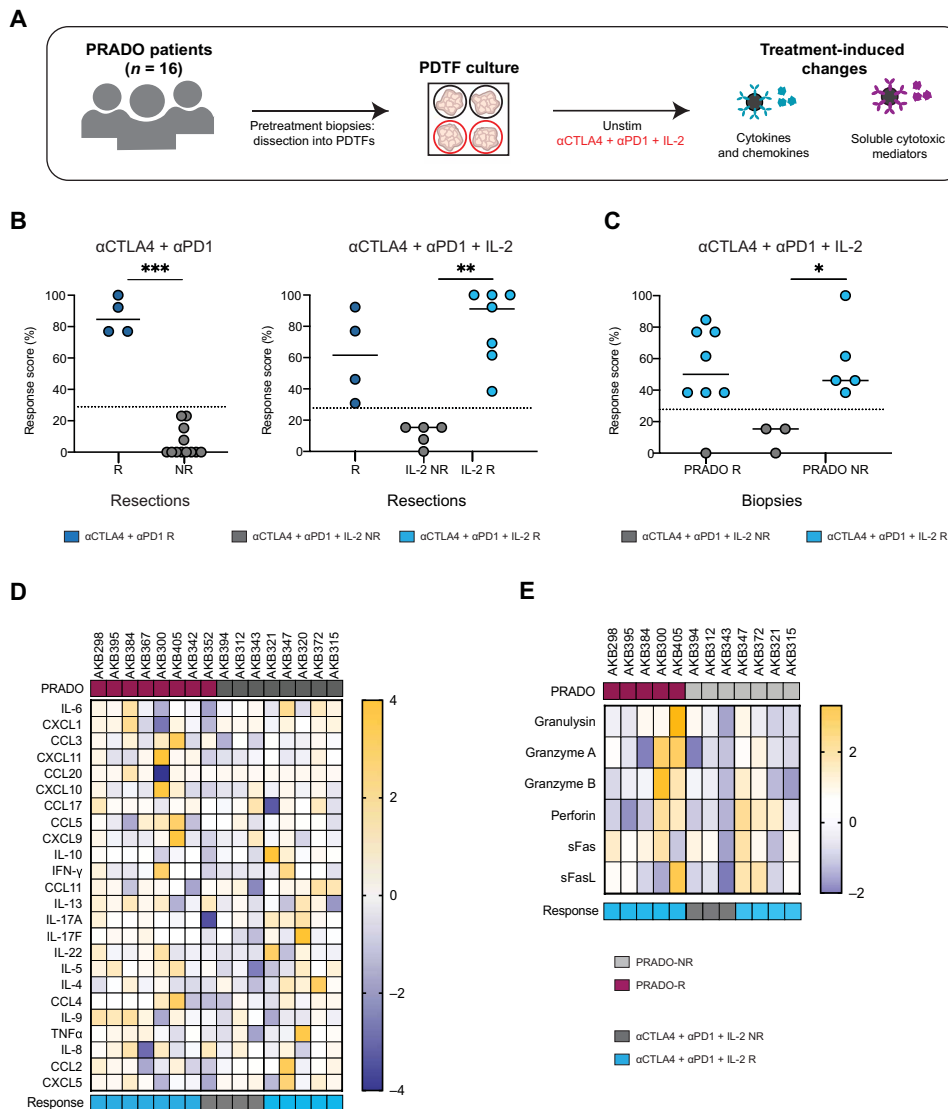 A
PRADO patients
(n = 16)
Pretreatment biopsies:
dissection into PDTFs
PDTF culture
Unstim
αCTLA4 + αPD1 + IL-2
Treatment-induced
changes
Cytokines
and chemokines
Soluble cytotoxic
mediators
B
αCTLA4 + αPD1
***
Response score (%)
100
80
60
40
20
0
R
NR
Resections
αCTLA4 + αPD1 + IL-2
**
Response score (%)
100
80
60
40
20
0
R
IL-2 NR
IL-2 R
Resections
αCTLA4 + αPD1 R
αCTLA4 + αPD1 + IL-2 NR
αCTLA4 + αPD1 + IL-2 R
C
αCTLA4 + αPD1 + IL-2
*
Response score (%)
100
80
60
40
20
0
PRADO R
PRADO NR
Biopsies
αCTLA4 + αPD1 + IL-2 NR
αCTLA4 + αPD1 + IL-2 R
D
AKB298
AKB395
AKB384
AKB367
AKB300
AKB405
AKB342
AKB352
AKB394
AKB312
AKB343
AKB321
AKB347
AKB320
AKB372
AKB315
PRADO
IL-6
CXCL1
CCL3
CXCL11
CCL20
CXCL10
CCL17
CCL5
CXCL9
IL-10
IFN-γ
CCL11
IL-13
IL-17A
IL-17F
IL-22
IL-5
IL-4
CCL4
IL-9
TNFα
IL-8
CCL2
CXCL5
Response
4
2
0
−2
−4
E
AKB298
AKB395
AKB384
AKB300
AKB405
AKB394
AKB312
AKB343
AKB347
AKB372
AKB321
AKB315
PRADO
Granulysin
Granzyme A
Granzyme B
Perforin
sFas
sFasL
Response
2
0
−2
PRADO-NR
PRADO-R
αCTLA4 + αPD1 + IL-2 NR
αCTLA4 + αPD1 + IL-2 R